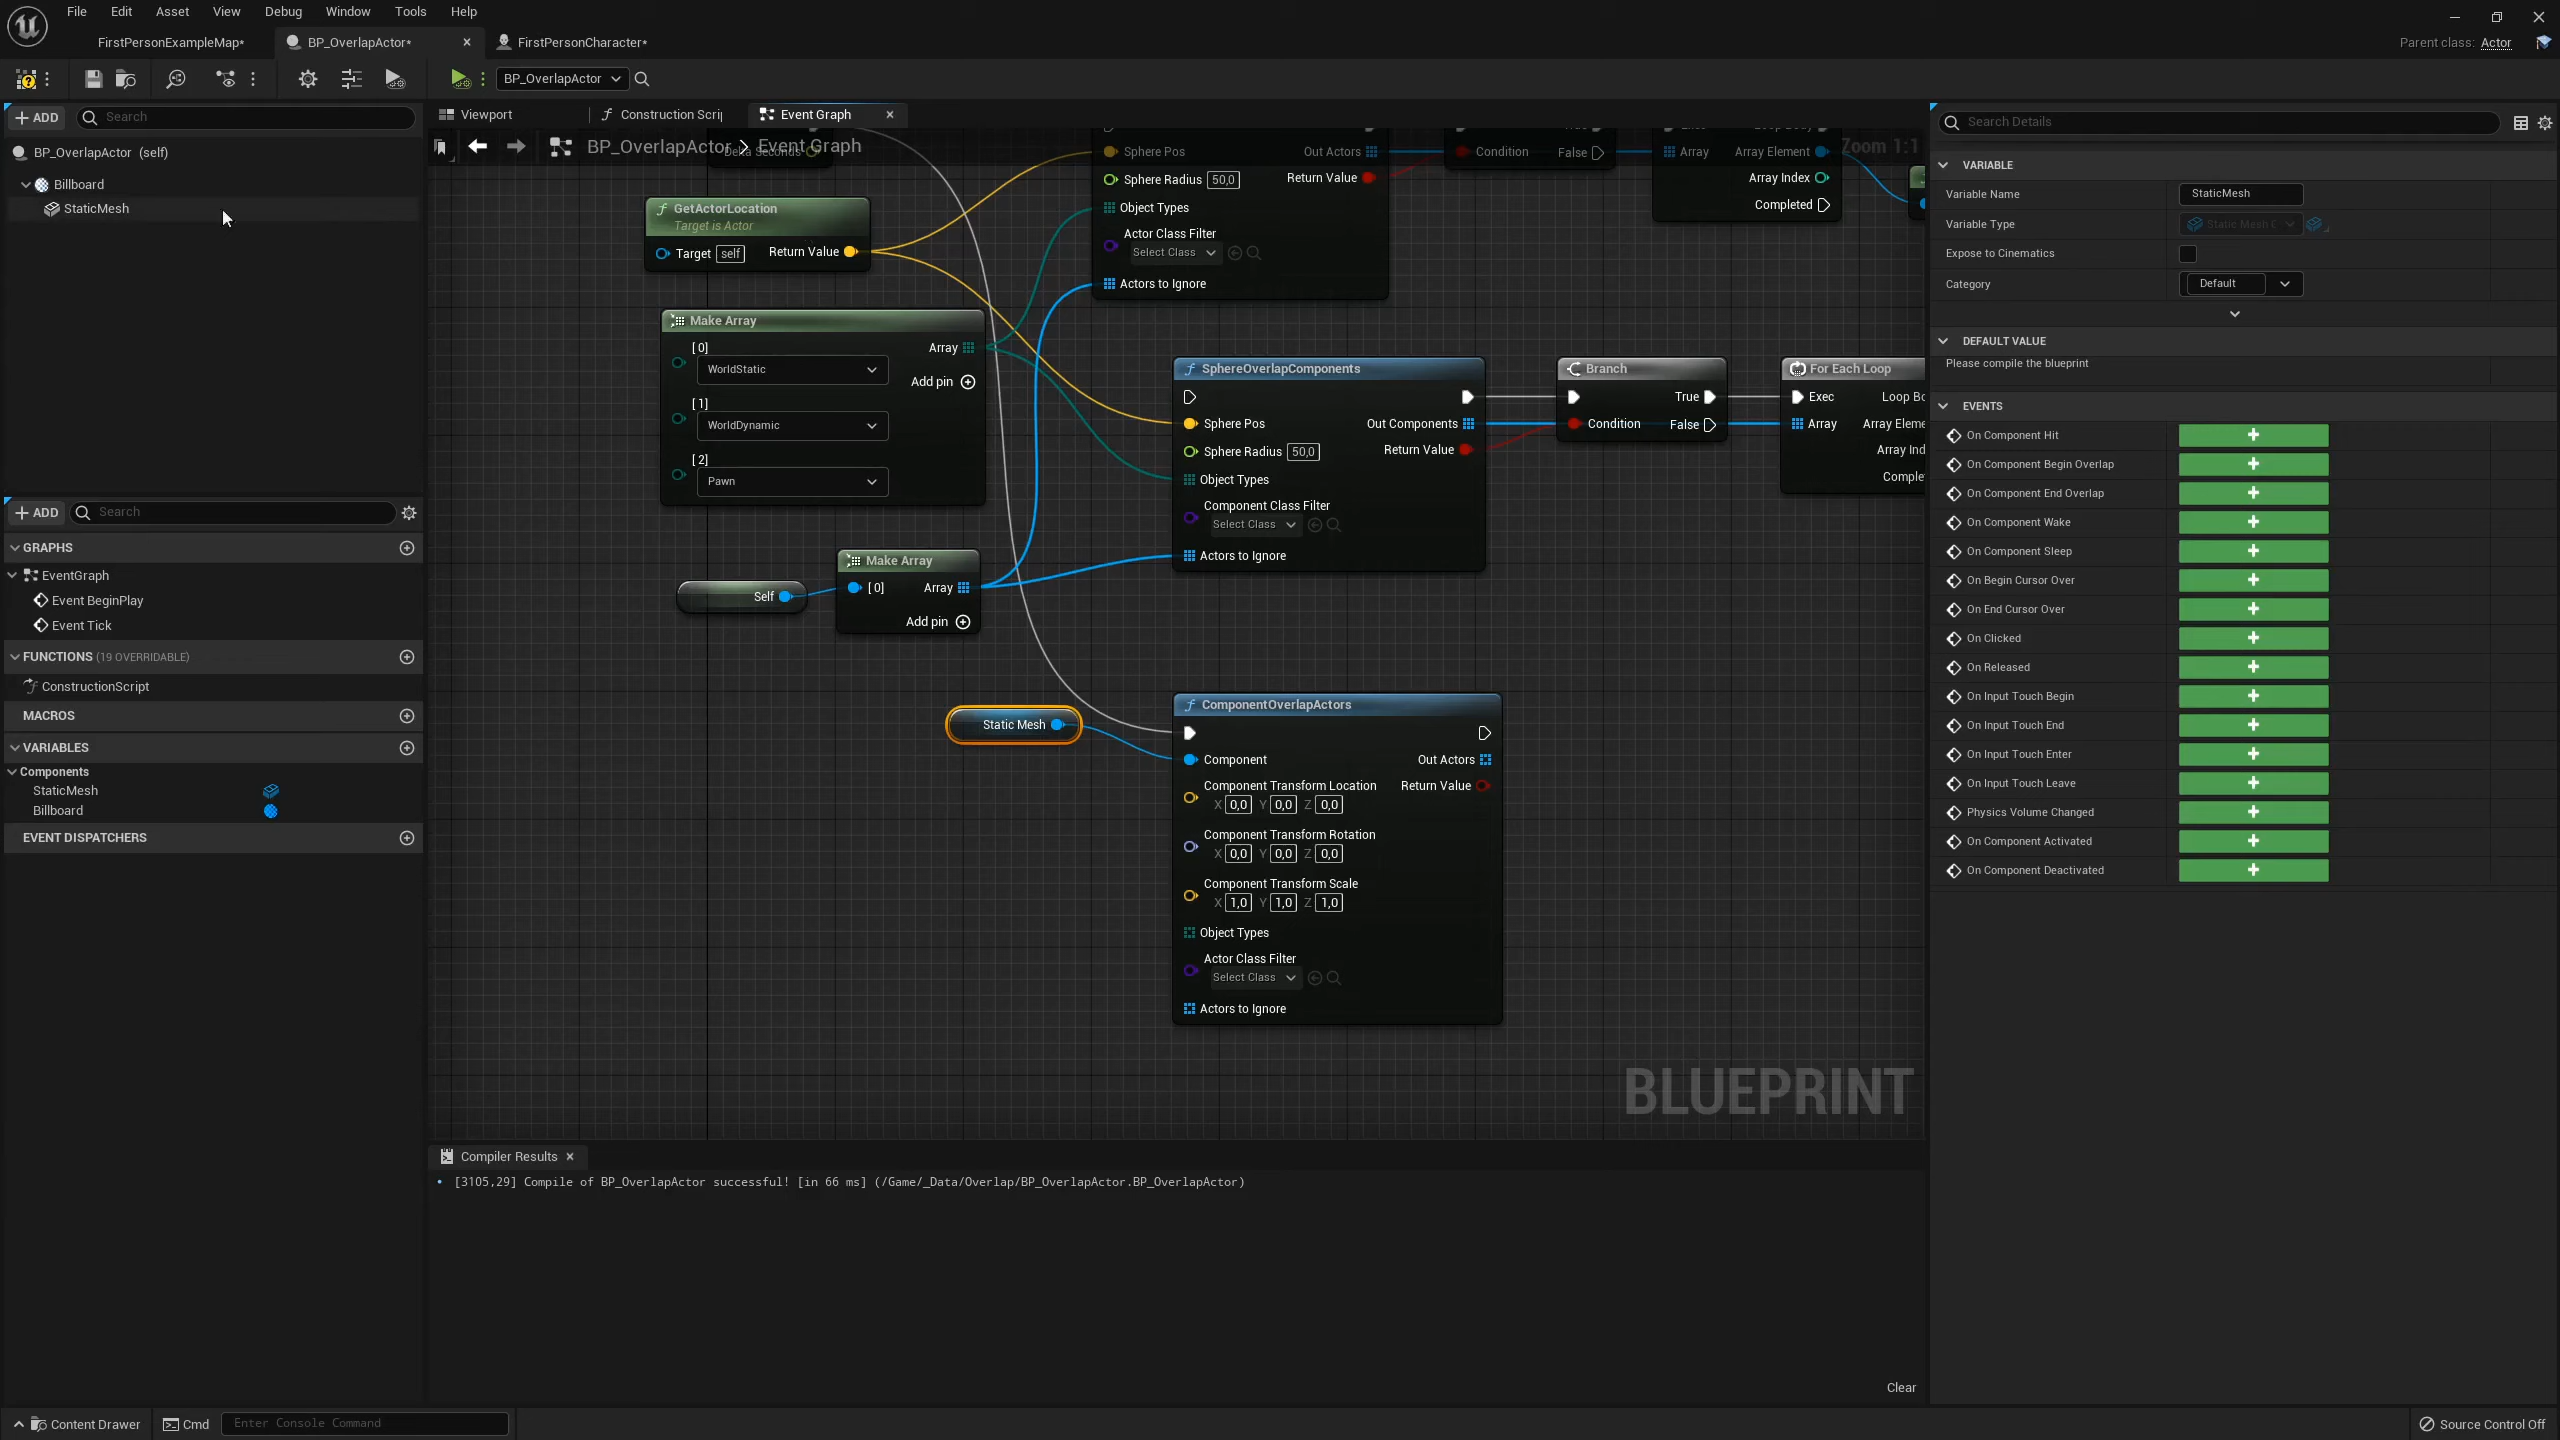 File Edit Asset View Debug Window Tools Help
FirstPersonExampleMap* BP_OverlapActor* FirstPersonCharacter*
Parent class: Actor
BP_OverlapActor
ADD Search
BP_OverlapActor (self)
Billboard
StaticMesh
ADD Search
GRAPHS
EventGraph
Event BeginPlay
Event Tick
FUNCTIONS (19 OVERRIDABLE)
ConstructionScript
MACROS
VARIABLES
Components
StaticMesh
Billboard
EVENT DISPATCHERS
Viewport Construction Scrip Event Graph
BP_OverlapActor > Event Graph
Zoom 1:1
Delta Seconds
Sphere Pos Out Actors
Sphere Radius 50,0 Return Value
Object Types
Actor Class Filter
Select Class
Actors to Ignore
Condition False
Array Array Element
Array Index
Completed
GetActorLocation
Target is Actor
Target self Return Value
Make Array
[0] Array
WorldStatic
Add pin
[1]
WorldDynamic
[2]
Pawn
SphereOverlapComponents
Sphere Pos Out Components
Sphere Radius 50,0 Return Value
Object Types
Component Class Filter
Select Class
Actors to Ignore
Branch
True
Condition False
For Each Loop
Exec Loop Bo
Array Array Eleme
Array Ind
Comple
Self
Make Array
[0] Array
Add pin
Static Mesh
ComponentOverlapActors
Component Out Actors
Component Transform Location Return Value
X 0,0 Y 0,0 Z 0,0
Component Transform Rotation
X 0,0 Y 0,0 Z 0,0
Component Transform Scale
X 1,0 Y 1,0 Z 1,0
Object Types
Actor Class Filter
Select Class
Actors to Ignore
BLUEPRINT
Compiler Results
• [3105,29] Compile of BP_OverlapActor successful! [in 66 ms] (/Game/_Data/Overlap/BP_OverlapActor.BP_OverlapActor)
Clear
Search Details
VARIABLE
Variable Name StaticMesh
Variable Type Static Mesh C
Expose to Cinematics
Category Default
DEFAULT VALUE
Please compile the blueprint
EVENTS
On Component Hit
On Component Begin Overlap
On Component End Overlap
On Component Wake
On Component Sleep
On Begin Cursor Over
On End Cursor Over
On Clicked
On Released
On Input Touch Begin
On Input Touch End
On Input Touch Enter
On Input Touch Leave
Physics Volume Changed
On Component Activated
On Component Deactivated
Content Drawer Cmd Enter Console Command Source Control Off